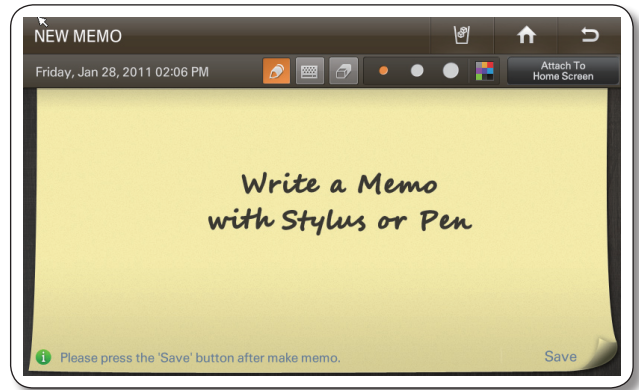 NEW MEMO
Friday, Jan 28, 2011 02:06 PM
Attach To
Home Screen
Write a Memo
with Stylus or Pen
Please press the 'Save' button after make memo.
Save